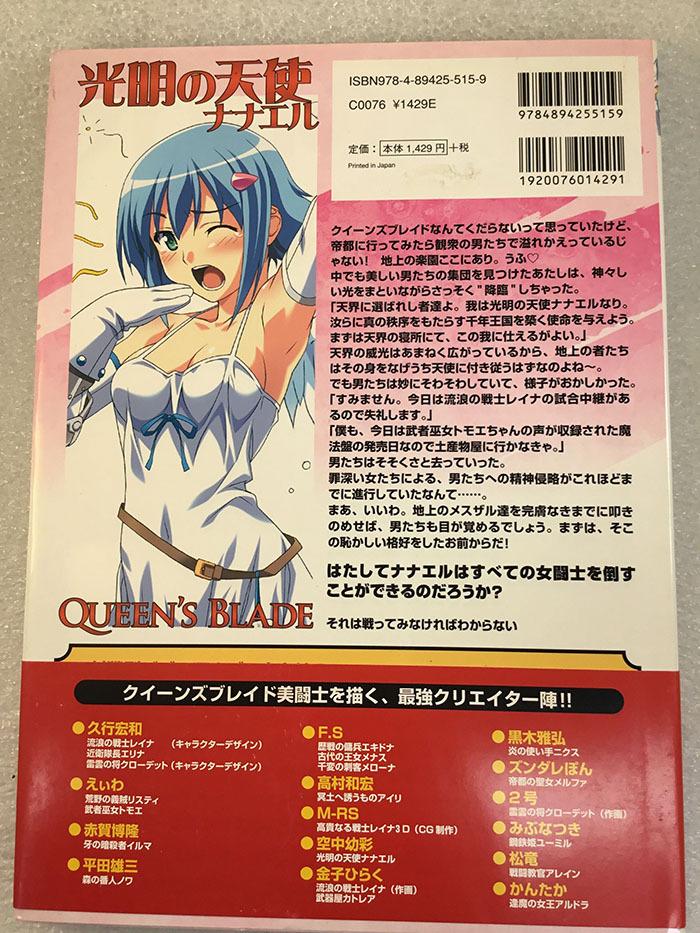 光明の天使
ナナエル
ISBN978-4-89425-515-9
C0076 ¥1429E
定価：本体 1,429 円＋税
Printed in Japan
9784894255159
1920076014291
クイーンズブレイドなんてくだらないって思っていたけど、
帝都に行ってみたら観衆の男たちで溢れかえっているじ
ゃない！ 地上の楽園ここにあり。うふ♡
中でも美しい男たちの集団を見つけたあたしは、神々し
い光をまといながらさっそく"降臨"しちゃった。
「天界に選ばれし者達よ。我は光明の天使ナナエルなり。
汝らに真の秩序をもたらす千年王国を築く使命を与えよう。
まずは天界の寝所にて、この我に仕えるがよい。」
天界の威光はあまねく広がっているから、地上の者たち
はその身をなげうち天使に付き従うはずなのよね～。
でも男たちは妙にそわそわしていて、様子がおかしかった。
「すみません。今日は流浪の戦士レイナの試合中継があ
るので失礼します。」
「僕も、今日は武者巫女トモエちゃんの声が収録された魔
法盤の発売日なので土産物屋に行かなきゃ。」
男たちはそそくさと去っていった。
罪深い女たちによる、男たちへの精神侵略がこれほどま
でに進行していたなんて……。
まあ、いいわ。地上のメスザル達を完膚なきまでに叩き
のめせば、男たちも目が覚めるでしょう。まずは、そこ
の恥かしい格好をしたお前からだ！
はたしてナナエルはすべての女闘士を倒す
ことができるのだろうか？
それは戦ってみなければわからない
QUEEN'S BLADE
クイーンズブレイド美闘士を描く、最強クリエイター陣!!
●久行宏和
流浪の戦士レイナ （キャラクターデザイン）
近衛隊長エリナ
雷雲の将クローデット（キャラクターデザイン）
●えぃわ
荒野の義賊リスティ
武者巫女トモエ
●赤賀博隆
牙の暗殺者イルマ
●平田雄三
森の番人ノワ
●F.S
歴戦の傭兵エキドナ
古代の王女メナス
千変の刺客メローナ
●高村和宏
冥土へ誘うものアイリ
●M-RS
高貴なる戦士レイナ3D（CG制作）
●空中幼彩
光明の天使ナナエル
●金子ひらく
流浪の戦士レイナ（作画）
武器屋カトレア
●黒木雅弘
炎の使い手ニクス
●ズンダレぽん
帝都の聖女メルファ
●2号
雷雲の将クローデット（作画）
●みぶなつき
鋼鉄姫ユーミル
●松竜
戦闘教官アレイン
●かんたか
逢魔の女王アルドラ